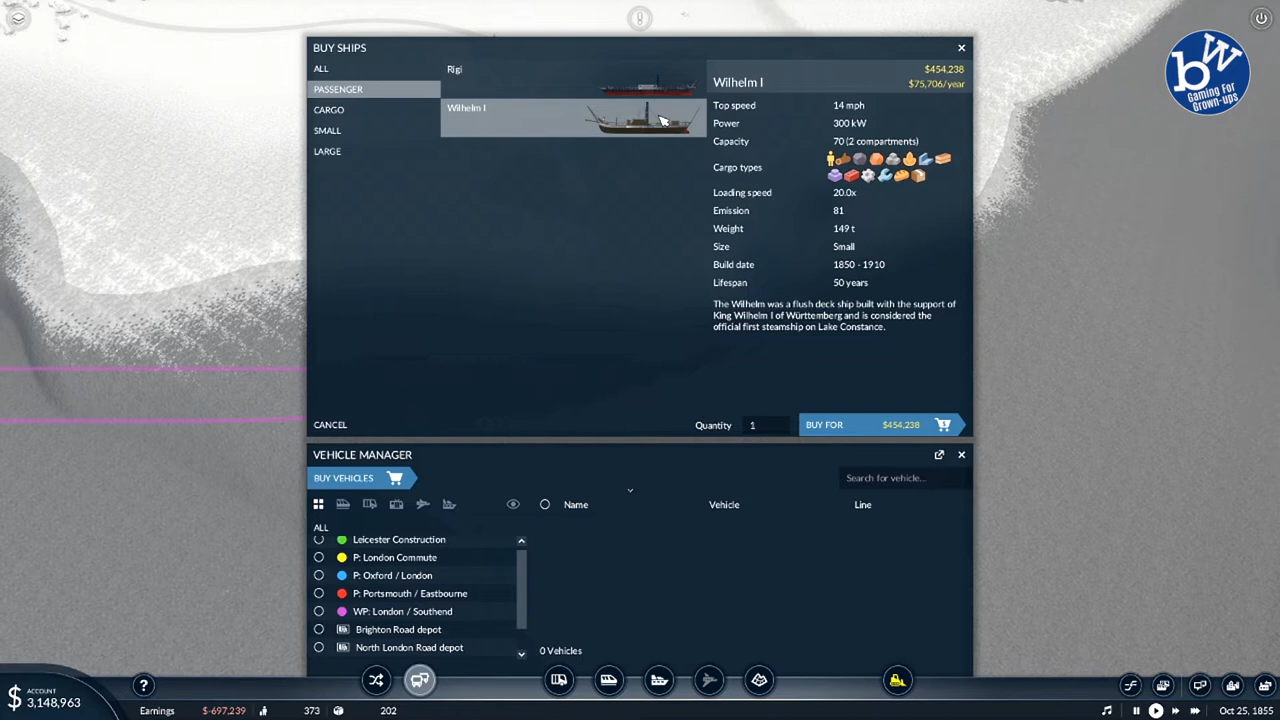 BUY SHIPS
ALL
PASSENGER
CARGO
SMALL
LARGE
Rigi
Wilhelm I
$454,238
Wilhelm I
$75,706/year
Top speed 14 mph
Power 300 kW
Capacity 70 (2 compartments)
Cargo types
Loading speed 20.0x
Emission 81
Weight 149 t
Size Small
Build date 1850 - 1910
Lifespan 50 years
The Wilhelm was a flush deck ship built with the support of
King Wilhelm I of Württemberg and is considered the
official first steamship on Lake Constance.
CANCEL
Quantity 1
BUY FOR $454,238
VEHICLE MANAGER
BUY VEHICLES
Search for vehicle...
Name Vehicle Line
ALL
Leicester Construction
P: London Commute
P: Oxford / London
P: Portsmouth / Eastbourne
WP: London / Southend
Brighton Road depot
North London Road depot
0 Vehicles
bW
Gaming For
Grown-ups
ACCOUNT
$ 3,148,963
?
Earnings $-697,239 373 202
Oct 25, 1855